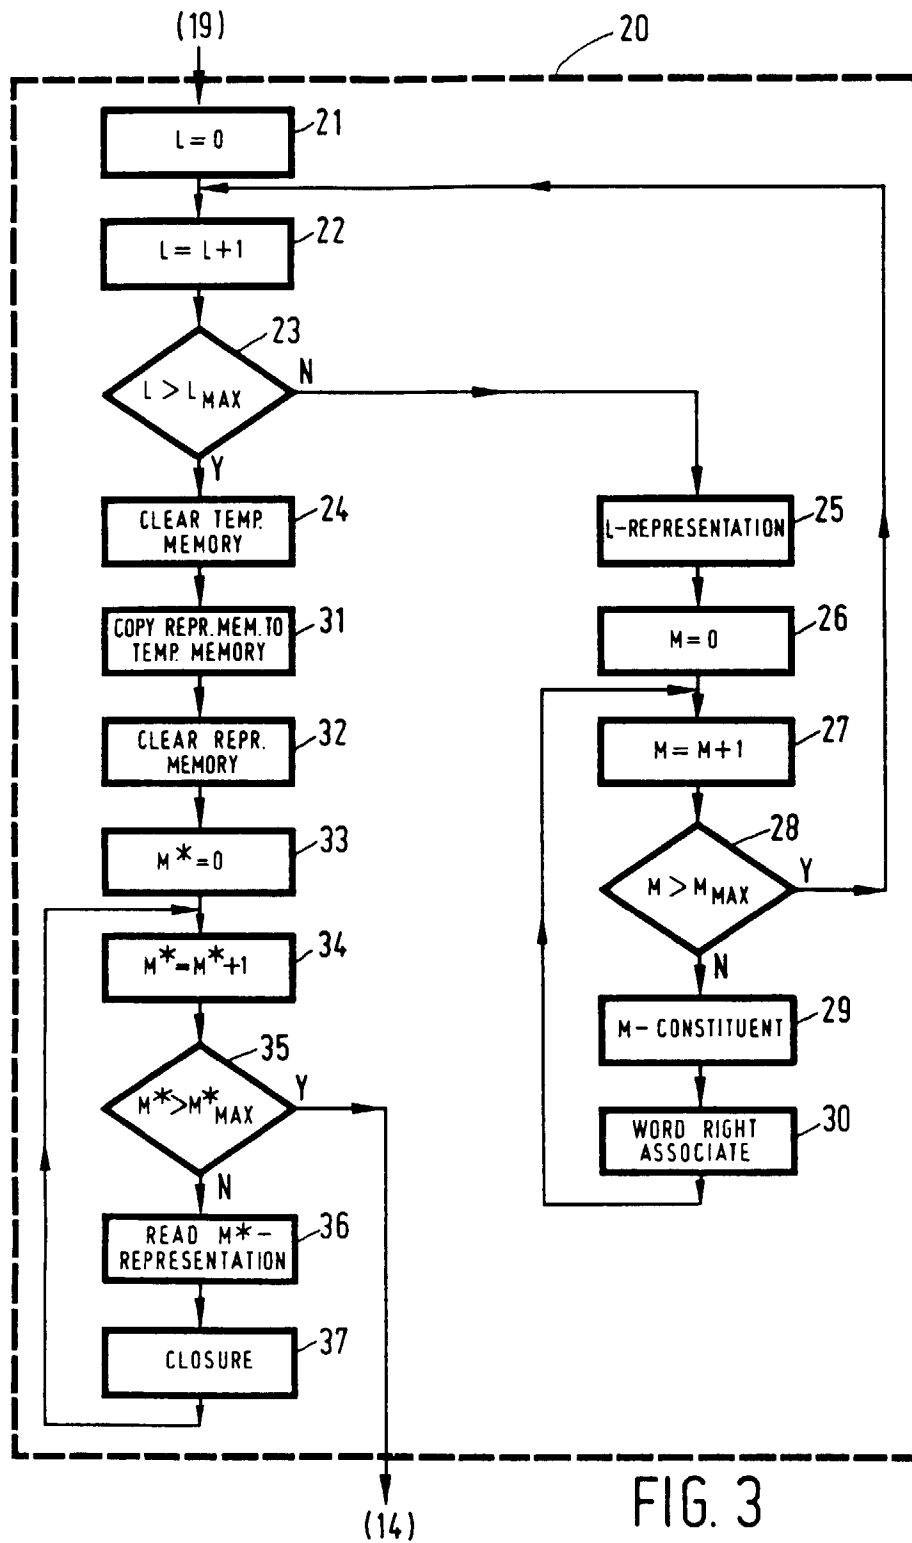 (19)
20
L = 0
21
L = L+1
22
L > L MAX
23
N
Y
CLEAR TEMP.
MEMORY
24
L-REPRESENTATION
25
COPY REPR. MEM. TO
TEMP. MEMORY
31
M = 0
26
CLEAR REPR.
MEMORY
32
M = M+1
27
M* = 0
33
M > M MAX
28
Y
N
M* = M*+1
34
M - CONSTITUENT
29
M* > M* MAX
35
Y
N
WORD RIGHT
ASSOCIATE
30
READ M* -
REPRESENTATION
36
CLOSURE
37
(14)
FIG. 3